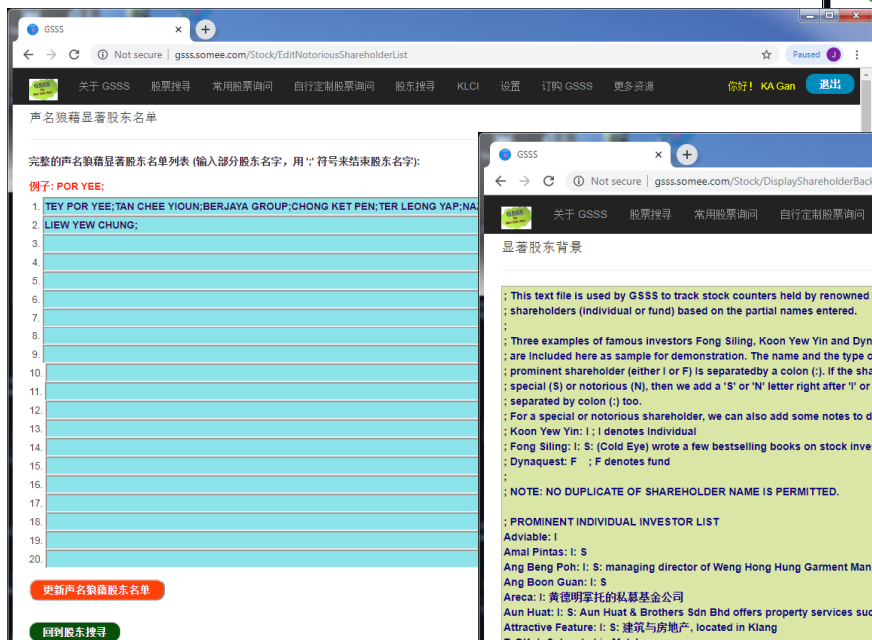 GSSS
Not secure | gsss.somee.com/Stock/EditNotoriousShareholderList
Paused J
关于 GSSS 股票搜寻 常用股票询问 自行定制股票询问 股东搜寻 KLCI 设置 订购 GSSS 更多资源 你好! KA Gan 退出
声名狼藉显著股东名单
完整的声名狼藉显著股东名单列表 (输入部分股东名字，用 ';' 符号来结束股东名字):
例子: POR YEE;
1. TEY POR YEE;TAN CHEE YIOUN;BERJAYA GROUP;CHONG KET PEN;TER LEONG YAP;NA
2. LIEW YEW CHUNG;
3.
4.
5.
6.
7.
8.
9.
10.
11.
12.
13.
14.
15.
16.
17.
18.
19.
20.
更新声名狼藉股东名单
回到股东搜寻
GSSS
Not secure | gsss.somee.com/Stock/DisplayShareholderBack
关于 GSSS 股票搜寻 常用股票询问 自行定制股票询问
显著股东背景
; This text file is used by GSSS to track stock counters held by renowned
; shareholders (individual or fund) based on the partial names entered.
;
; Three examples of famous investors Fong Siling, Koon Yew Yin and Dyn
; are included here as sample for demonstration. The name and the type o
; prominent shareholder (either I or F) is separatedby a colon (:). If the sha
; special (S) or notorious (N), then we add a 'S' or 'N' letter right after 'I' or
; separated by colon (:) too.
; For a special or notorious shareholder, we can also add some notes to d
; Koon Yew Yin: I ; I denotes Individual
; Fong Siling: I: S: (Cold Eye) wrote a few bestselling books on stock inve
; Dynaquest: F ; F denotes fund
;
; NOTE: NO DUPLICATE OF SHAREHOLDER NAME IS PERMITTED.
; PROMINENT INDIVIDUAL INVESTOR LIST
Adviable: I
Amal Pintas: I: S
Ang Beng Poh: I: S: managing director of Weng Hong Hung Garment Man
Ang Boon Guan: I: S
Areca: I: 黄德明掌托的私募基金公司
Aun Huat: I: S: Aun Huat & Brothers Sdn Bhd offers property services suc
Attractive Feature: I: S: 建筑与房地产, located in Klang